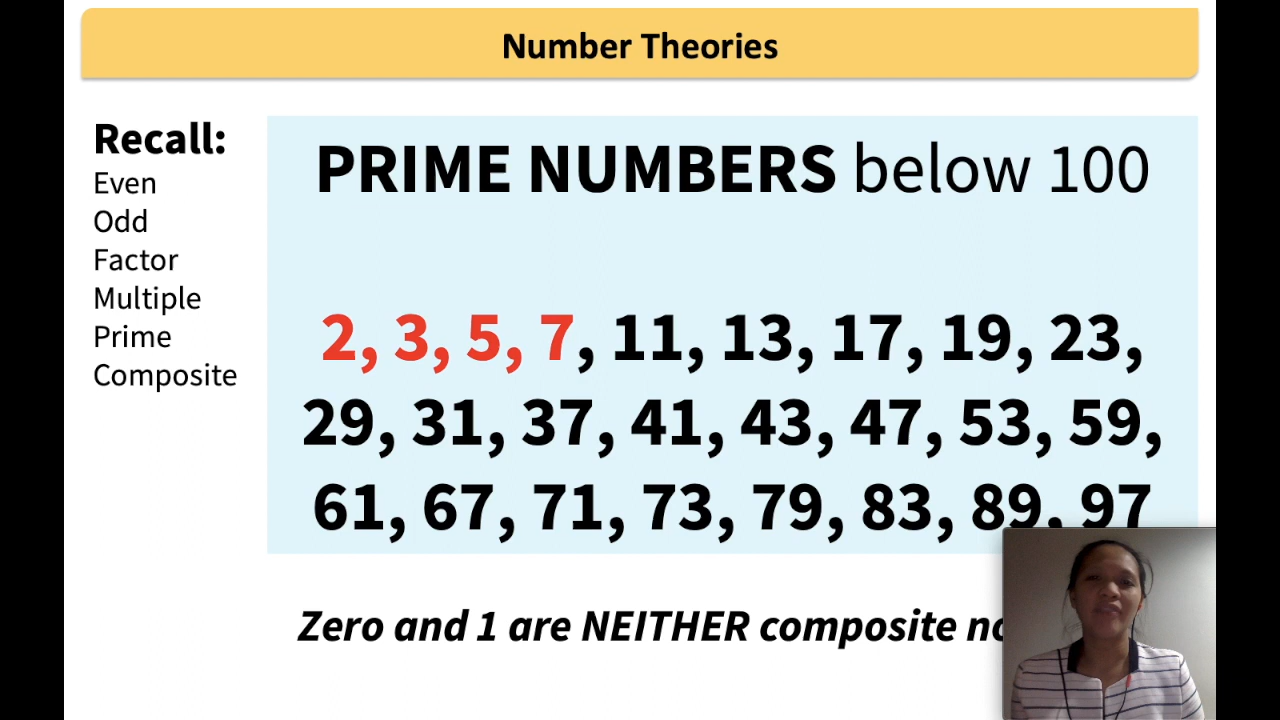 Number Theories
Recall:
Even
Odd
Factor
Multiple
Prime
Composite
PRIME NUMBERS below 100
2, 3, 5, 7, 11, 13, 17, 19, 23,
29, 31, 37, 41, 43, 47, 53, 59,
61, 67, 71, 73, 79, 83, 89, 97
Zero and 1 are NEITHER composite